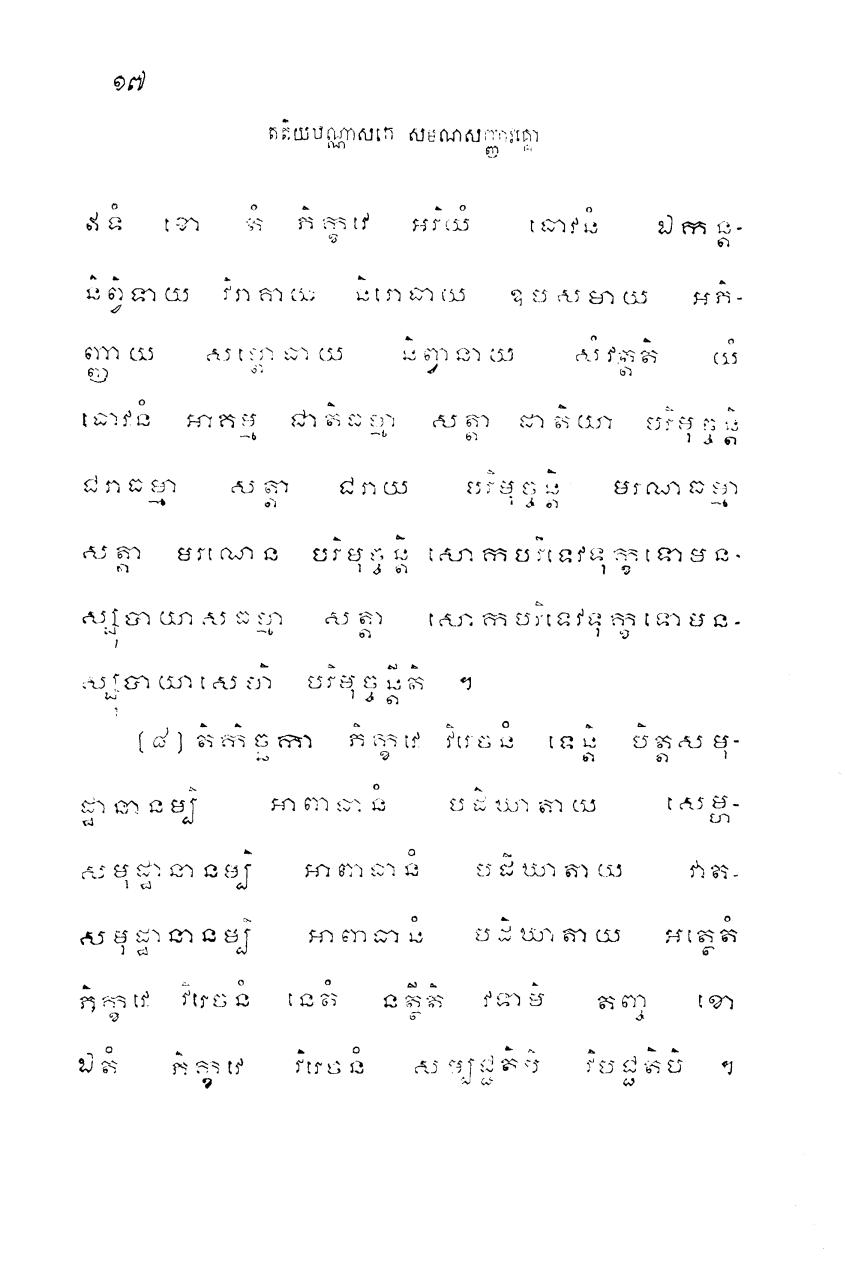 ១៧
តតិយបណ្ណាសកេ សមណសញ្ញាវគ្គោ
ឥទំ ខោ តំ ភិក្ខវេ អរិយំ ធោវនំ ឯកន្ត-
និព្វិទាយ វិរាគាយ និរោធាយ ឧបសមាយ អភិ-
ញ្ញាយ សម្ពោធាយ និព្វានាយ សំវត្តតិ យំ
ធោវនំ អាគម្ម ជាតិធម្មា សត្តា ជាតិយា បរិមុច្ចន្តិ
ជរាធម្មា សត្តា ជរាយ បរិមុច្ចន្តិ មរណាធម្មា
សត្តា មរណេន បរិមុច្ចន្តិ សោកបរិទេវទុក្ខទោមន-
ស្សុបាយាសធម្មា សត្តា សោកបរិទេវទុក្ខទោមន-
ស្សុបាយាសេហិ បរិមុច្ចន្តីតិ ។
[៨] តិកិច្ឆកា ភិក្ខវេ វិរេចនំ ទេន្តិ បិត្តសមុ-
ដ្ឋានានម្បិ អាពាធានំ បដិឃាតាយ សេម្ហ-
សមុដ្ឋានានម្បិ អាពាធានំ បដិឃាតាយ វាត-
សមុដ្ឋានានម្បិ អាពាធានំ បដិឃាតាយ អត្ថេតំ
ភិក្ខវេ វិរេចនំ នេតំ នត្ថីតិ វទាមិ តញ្ច ខោ
ឯតំ ភិក្ខវេ វិរេចនំ សម្បជ្ជតិបិ វិបជ្ជតិបិ ។